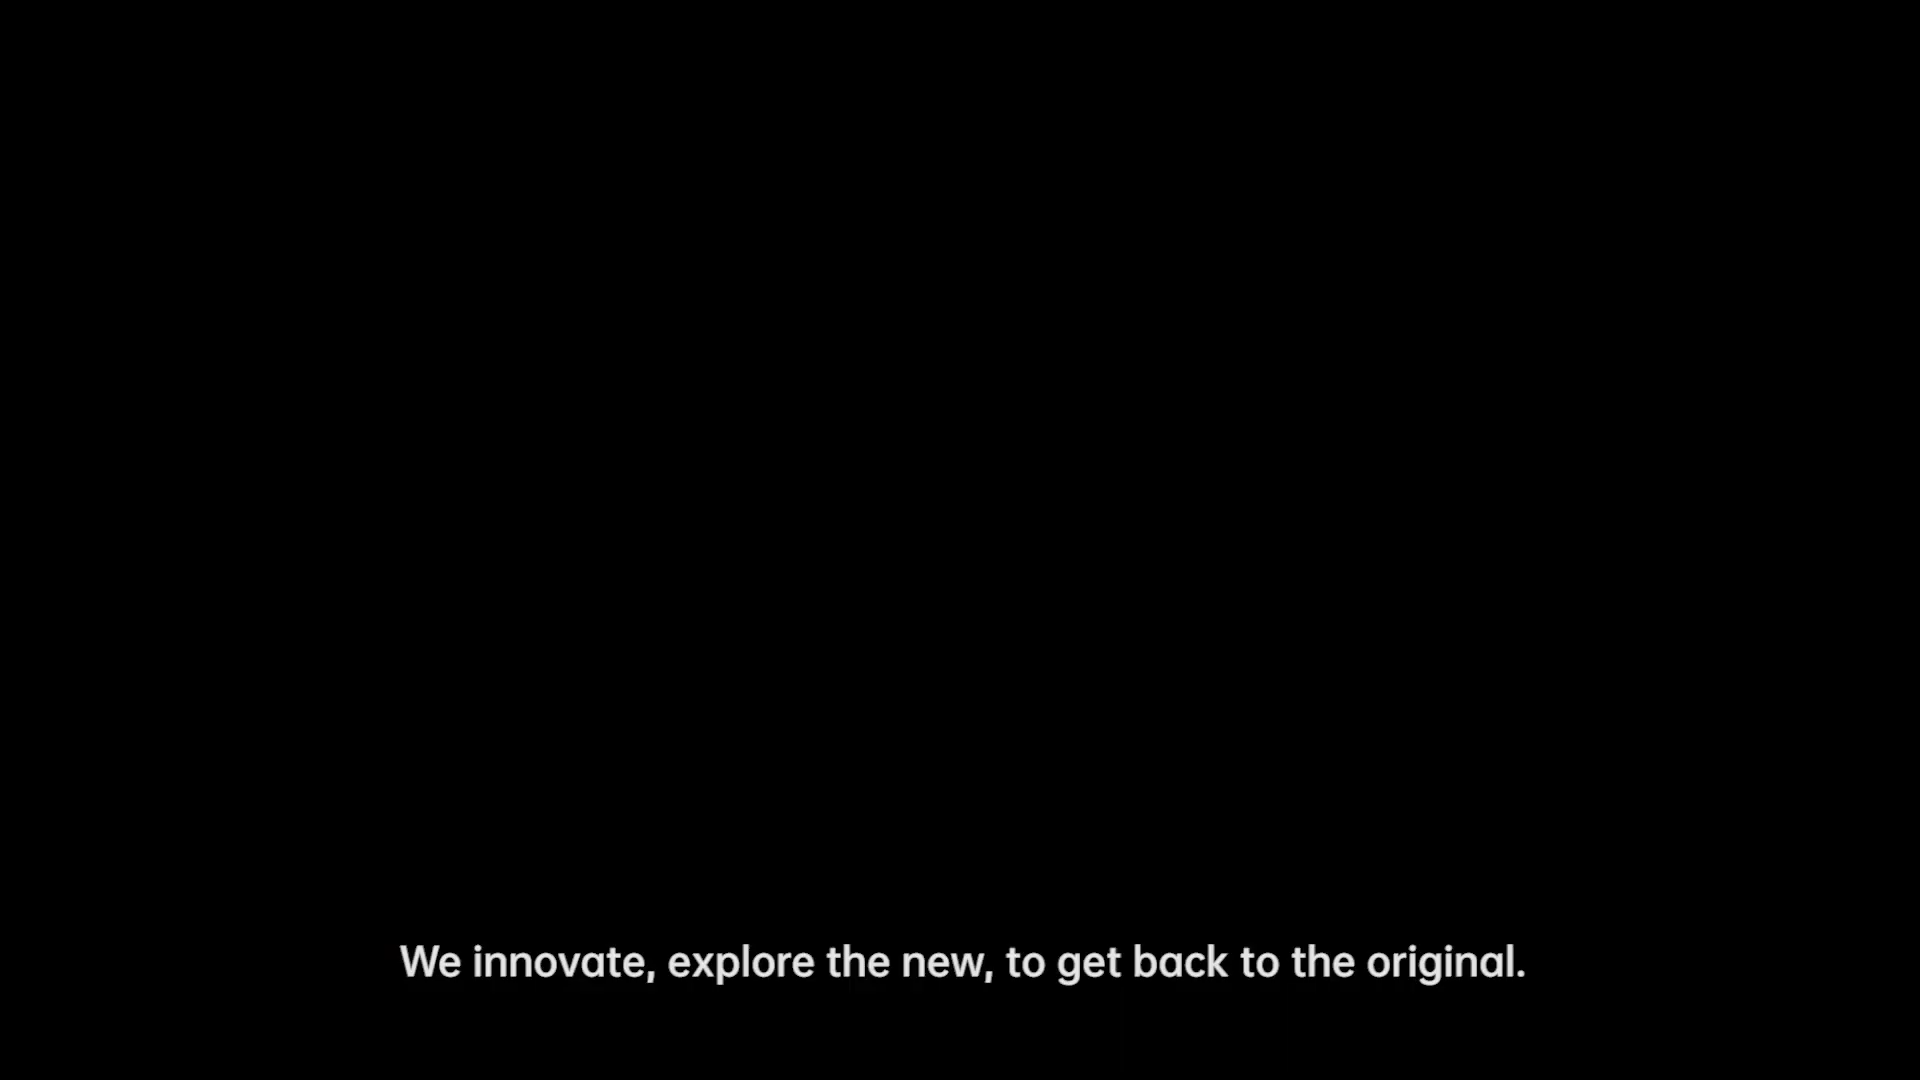 We innovate, explore the new, to get back to the original.